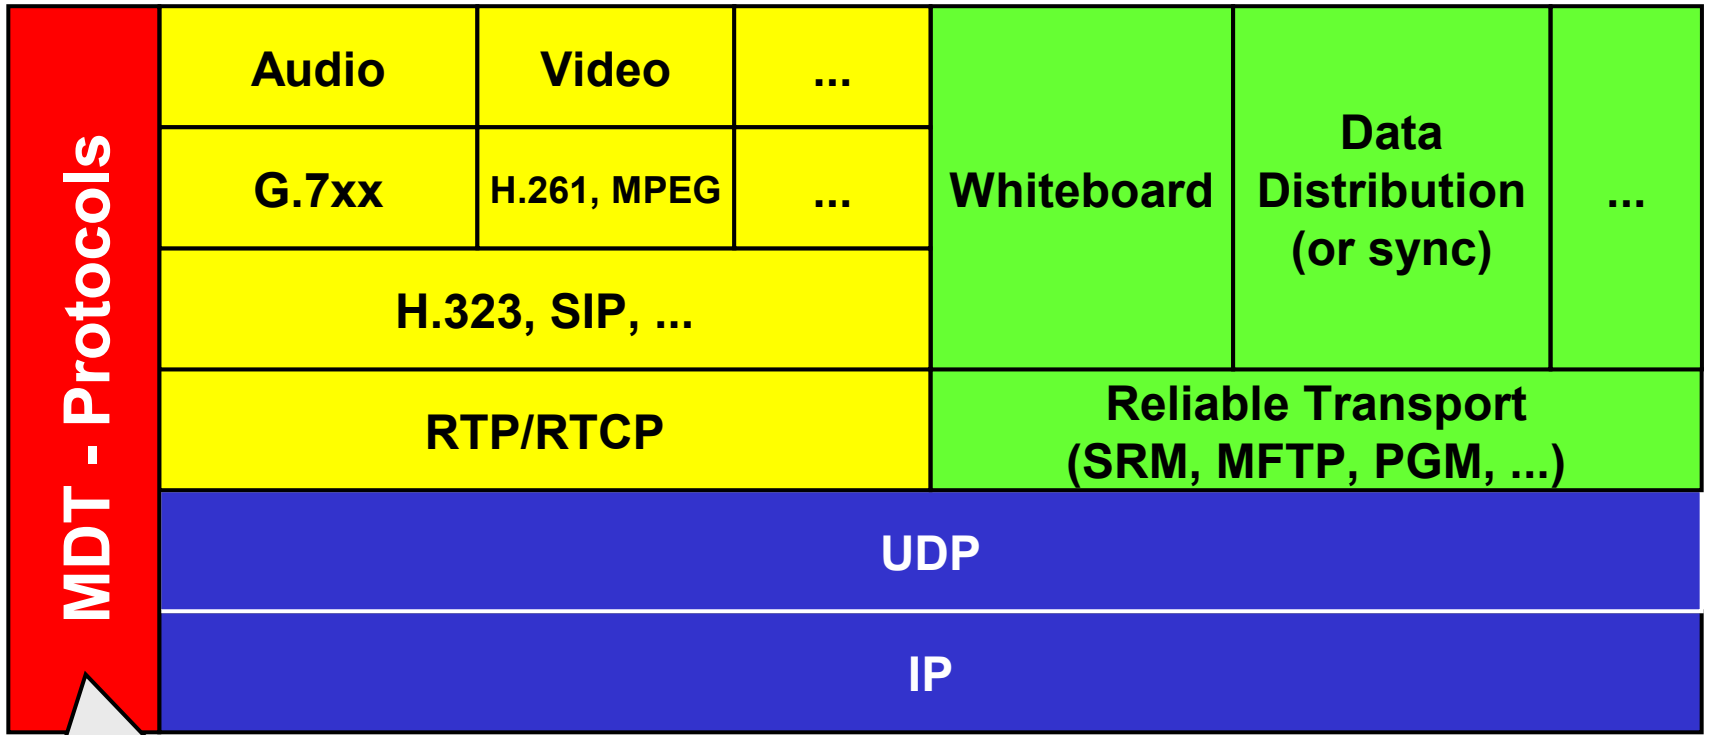 MDT - Protocols
Audio
Video
...
G.7xx
H.261, MPEG
...
H.323, SIP, ...
RTP/RTCP
Whiteboard
Data
Distribution
(or sync)
...
Reliable Transport
(SRM, MFTP, PGM, ...)
UDP
IP